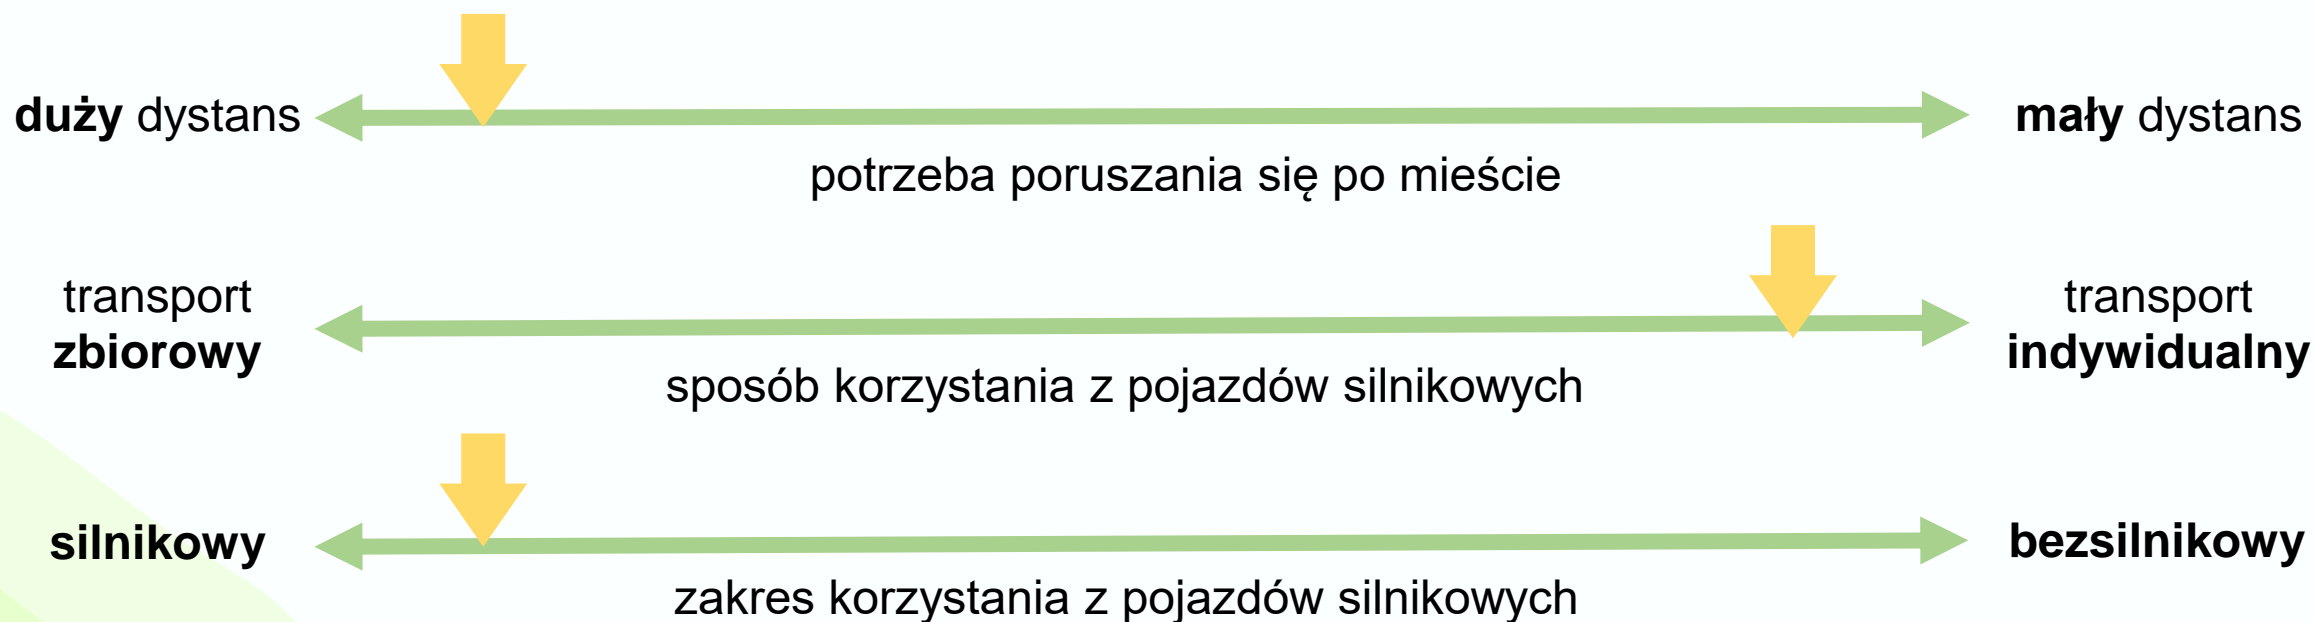 duży dystans
mały dystans
potrzeba poruszania się po mieście
transport
zbiorowy
transport
indywidualny
sposób korzystania z pojazdów silnikowych
silnikowy
bezsilnikowy
zakres korzystania z pojazdów silnikowych